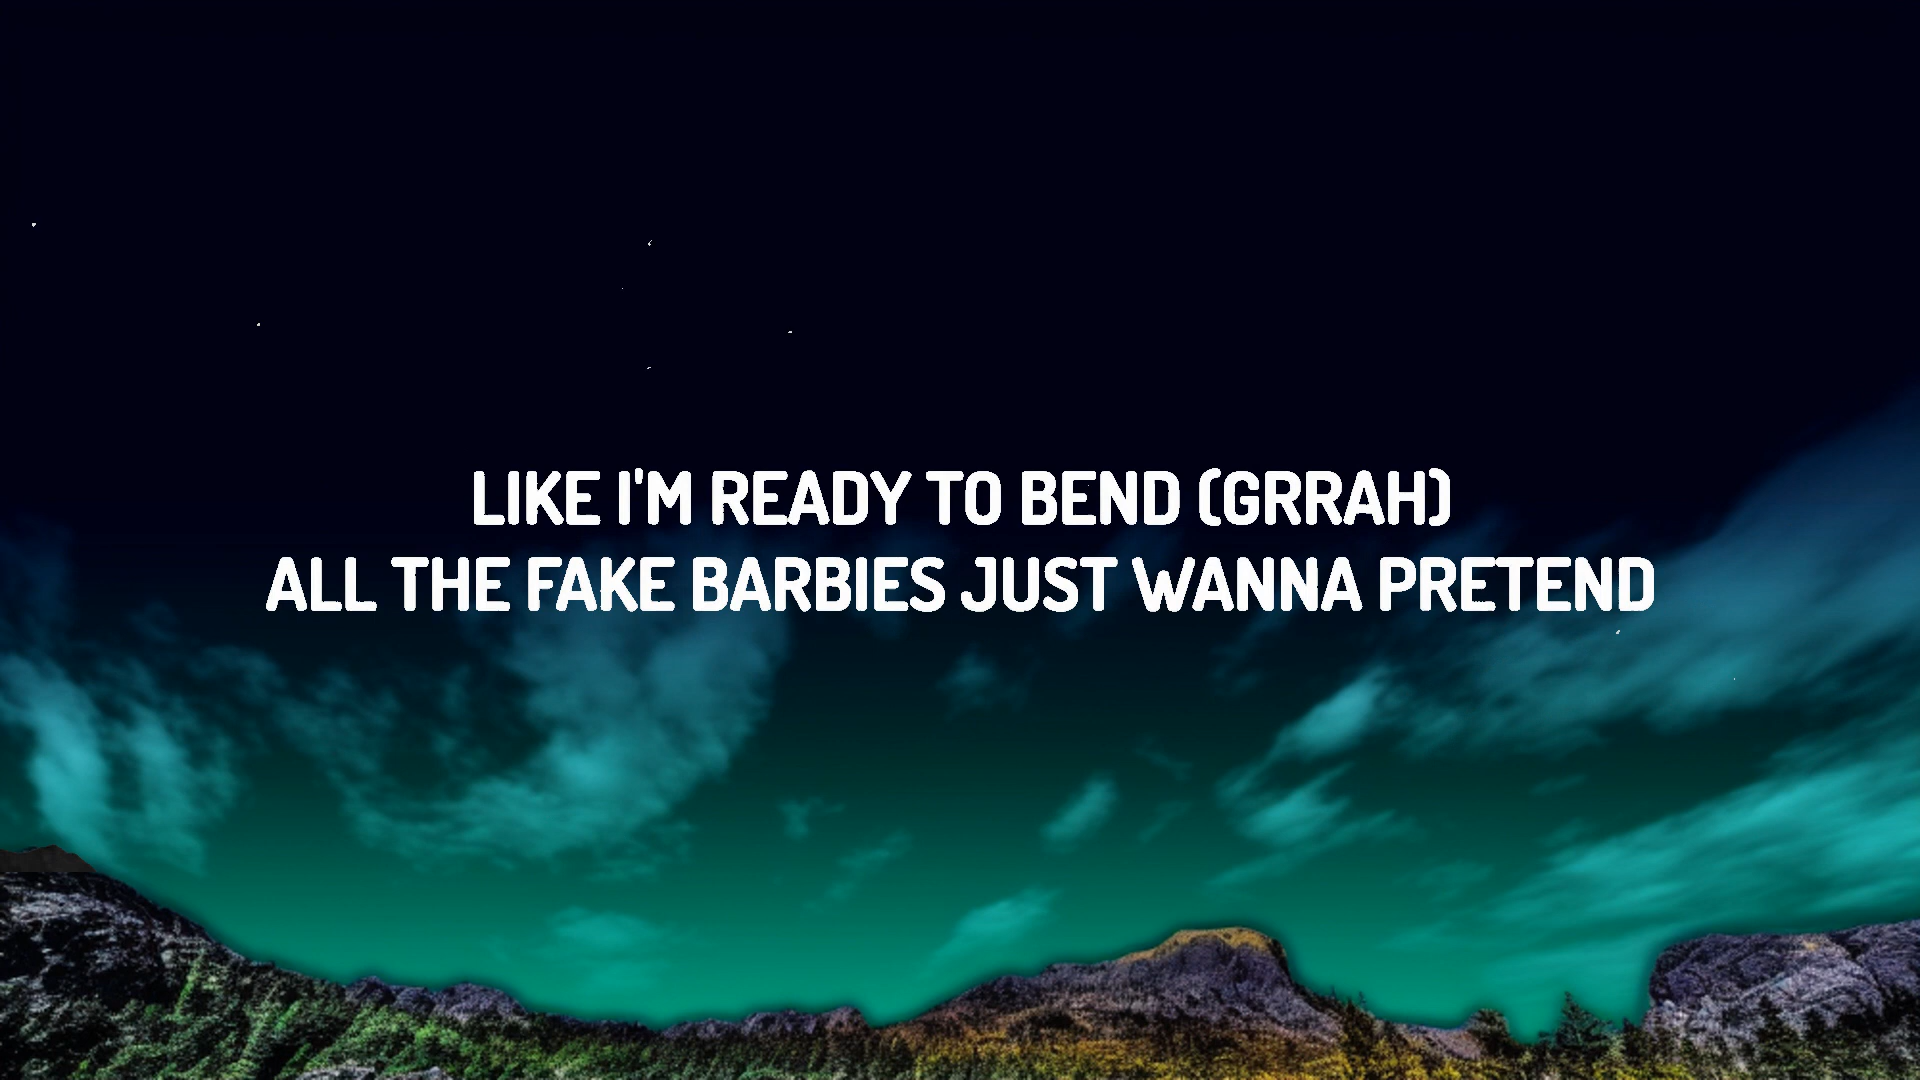 LIKE I'M READY TO BEND (GRRAH)
ALL THE FAKE BARBIES JUST WANNA PRETEND